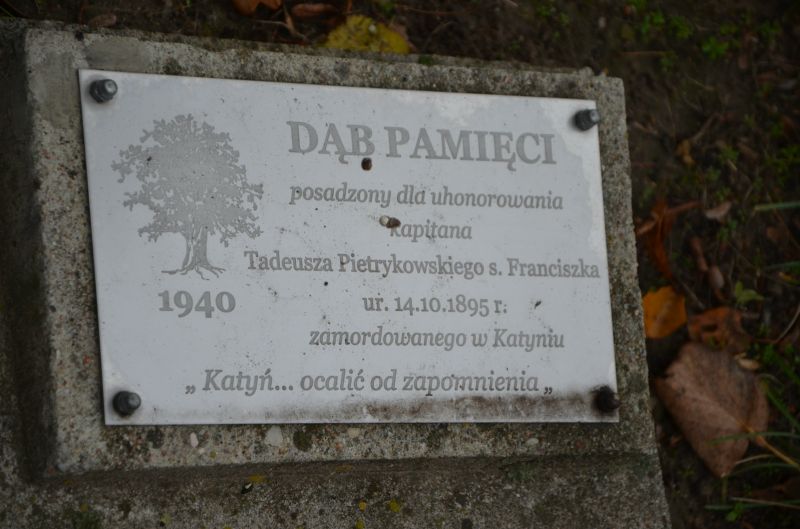 DĄB PAMIĘCI
posadzony dla uhonorowania
kapitana
Tadeusza Pietrykowskiego s. Franciszka
ur. 14.10.1895 r.
zamordowanego w Katyniu
1940
„ Katyń... ocalić od zapomnienia „